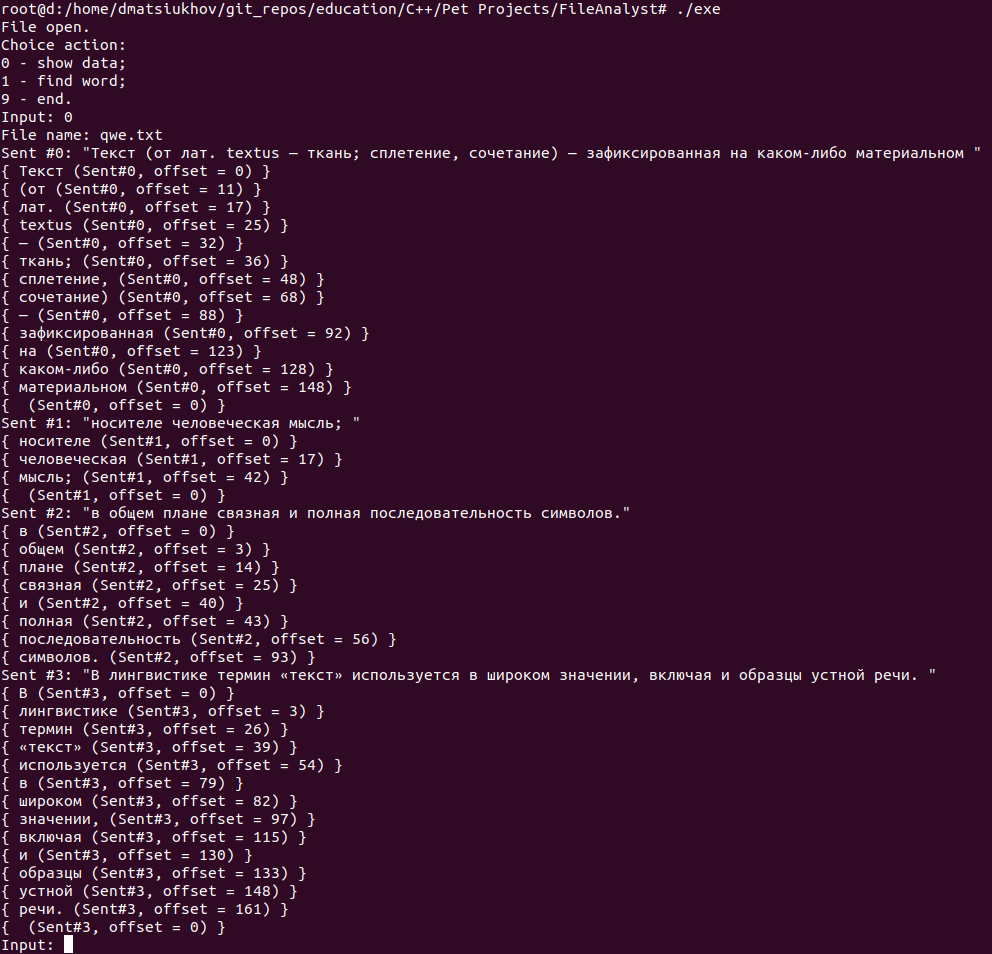 root@d:/home/dmatsiukhov/git_repos/education/C++/Pet Projects/FileAnalyst# ./exe
File open.
Choice action:
0 - show data;
1 - find word;
9 - end.
Input: 0
File name: qwe.txt
Sent #0: "Текст (от лат. textus — ткань; сплетение, сочетание) — зафиксированная на каком-либо материальном "
{ Текст (Sent#0, offset = 0) }
{ (от (Sent#0, offset = 11) }
{ лат. (Sent#0, offset = 17) }
{ textus (Sent#0, offset = 25) }
{ — (Sent#0, offset = 32) }
{ ткань; (Sent#0, offset = 36) }
{ сплетение, (Sent#0, offset = 48) }
{ сочетание) (Sent#0, offset = 68) }
{ — (Sent#0, offset = 88) }
{ зафиксированная (Sent#0, offset = 92) }
{ на (Sent#0, offset = 123) }
{ каком-либо (Sent#0, offset = 128) }
{ материальном (Sent#0, offset = 148) }
{  (Sent#0, offset = 0) }
Sent #1: "носителе человеческая мысль; "
{ носителе (Sent#1, offset = 0) }
{ человеческая (Sent#1, offset = 17) }
{ мысль; (Sent#1, offset = 42) }
{  (Sent#1, offset = 0) }
Sent #2: "в общем плане связная и полная последовательность символов."
{ в (Sent#2, offset = 0) }
{ общем (Sent#2, offset = 3) }
{ плане (Sent#2, offset = 14) }
{ связная (Sent#2, offset = 25) }
{ и (Sent#2, offset = 40) }
{ полная (Sent#2, offset = 43) }
{ последовательность (Sent#2, offset = 56) }
{ символов. (Sent#2, offset = 93) }
Sent #3: "В лингвистике термин «текст» используется в широком значении, включая и образцы устной речи. "
{ В (Sent#3, offset = 0) }
{ лингвистике (Sent#3, offset = 3) }
{ термин (Sent#3, offset = 26) }
{ «текст» (Sent#3, offset = 39) }
{ используется (Sent#3, offset = 54) }
{ в (Sent#3, offset = 79) }
{ широком (Sent#3, offset = 82) }
{ значении, (Sent#3, offset = 97) }
{ включая (Sent#3, offset = 115) }
{ и (Sent#3, offset = 130) }
{ образцы (Sent#3, offset = 133) }
{ устной (Sent#3, offset = 148) }
{ речи. (Sent#3, offset = 161) }
{  (Sent#3, offset = 0) }
Input: